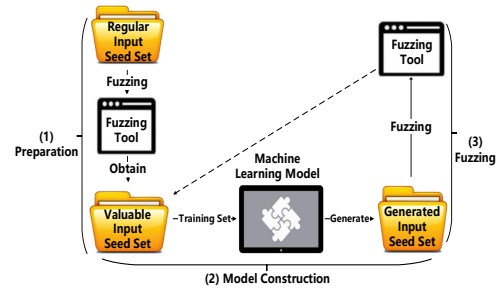 Regular
Input
Seed Set
Fuzzing
Fuzzing
Tool
Obtain
(1)
Preparation
Valuable
Input
Seed Set
Training Set
Machine
Learning Model
Generate
Generated
Input
Seed Set
Fuzzing
Fuzzing
Tool
(3)
Fuzzing
(2) Model Construction